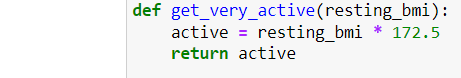 def get_very_active(resting_bmi):
    active = resting_bmi * 172.5
    return active